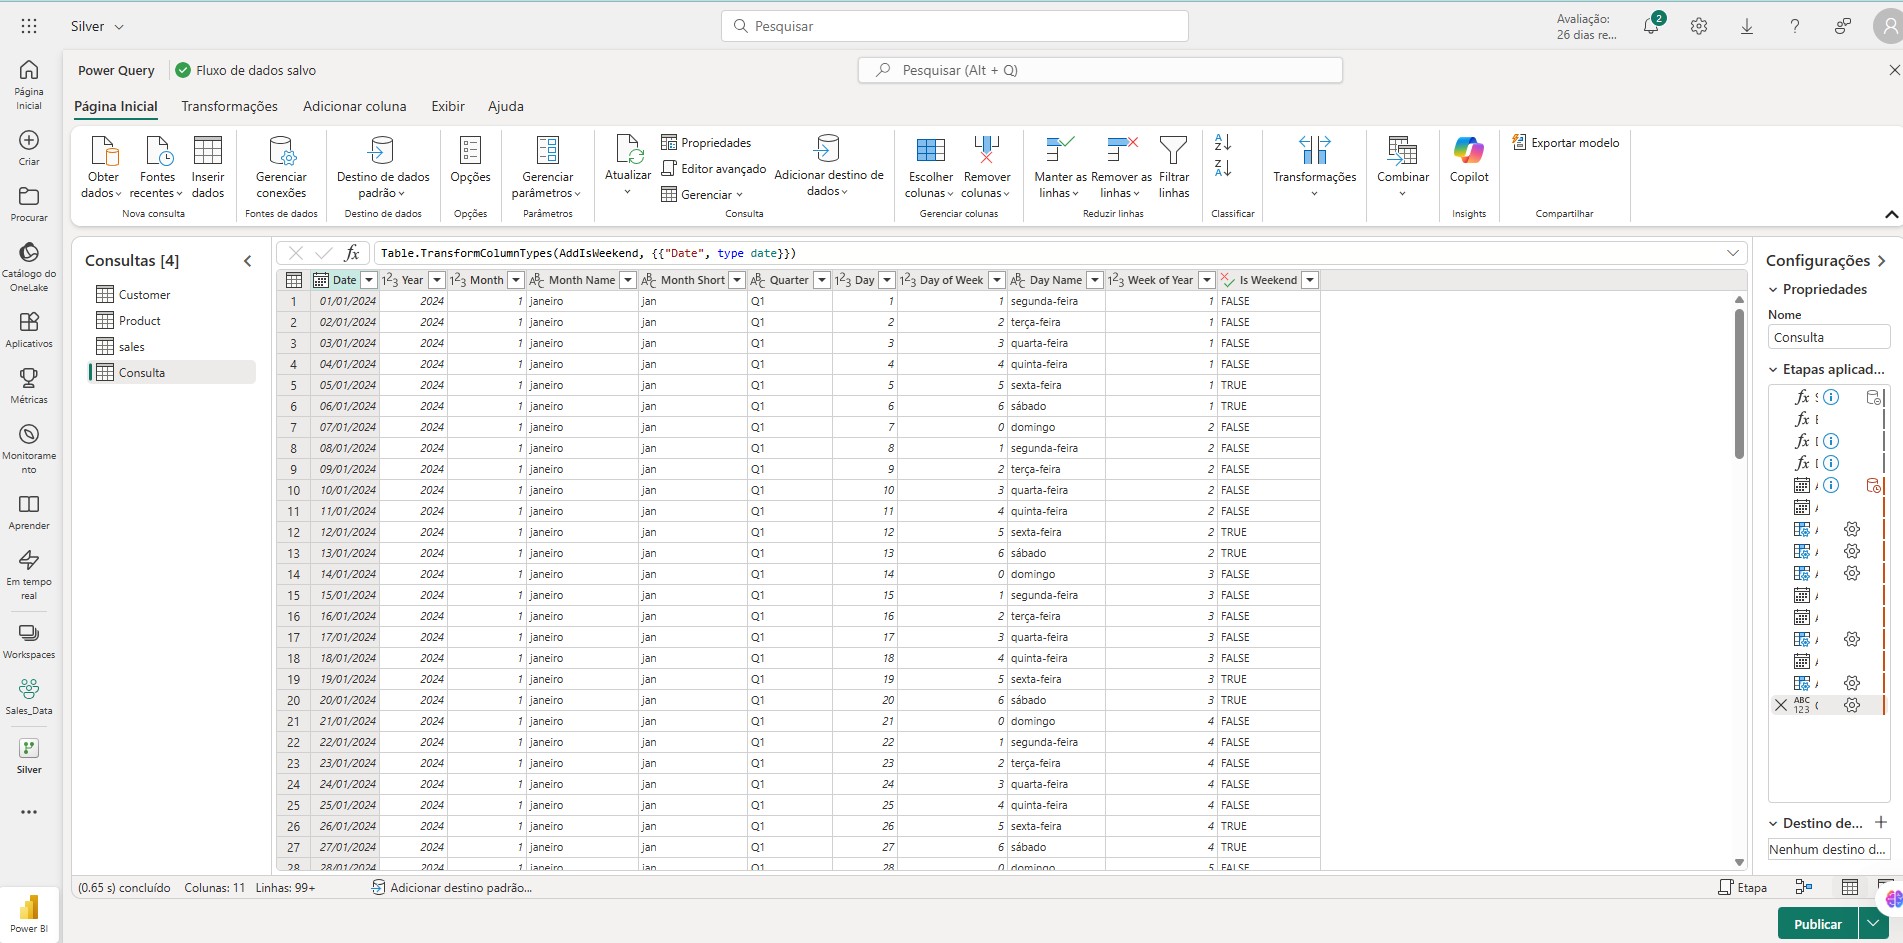 Silver
Pesquisar
Avaliação:
26 dias re...
2
Power Query
Fluxo de dados salvo
Pesquisar (Alt + Q)
Página Inicial
Transformações
Adicionar coluna
Exibir
Ajuda
Obter dados
Fontes recentes
Inserir dados
Nova consulta
Gerenciar conexões
Fontes de dados
Destino de dados padrão
Destino de dados
Opções
Opções
Gerenciar parâmetros
Parâmetros
Atualizar
Propriedades
Editor avançado
Gerenciar
Adicionar destino de dados
Consulta
Escolher colunas
Remover colunas
Gerenciar colunas
Manter as linhas
Remover as linhas
Filtrar linhas
Reduzir linhas
Classificar
Transformações
Combinar
Copilot
Insights
Exportar modelo
Compartilhar
Página Inicial
Criar
Procurar
Catálogo do OneLake
Aplicativos
Métricas
Monitorame nto
Aprender
Em tempo real
Workspaces
Sales_Data
Silver
Power BI
Consultas [4]
Customer
Product
sales
Consulta
fx Table.TransformColumnTypes(AddIsWeekend, {{"Date", type date}})
Date 123 Year 123 Month ABC Month Name ABC Month Short ABC Quarter 123 Day 123 Day of Week ABC Day Name 123 Week of Year Is Weekend
1 01/01/2024 2024 1 janeiro jan Q1 1 1 segunda-feira 1 FALSE
2 02/01/2024 2024 1 janeiro jan Q1 2 2 terça-feira 1 FALSE
3 03/01/2024 2024 1 janeiro jan Q1 3 3 quarta-feira 1 FALSE
4 04/01/2024 2024 1 janeiro jan Q1 4 4 quinta-feira 1 FALSE
5 05/01/2024 2024 1 janeiro jan Q1 5 5 sexta-feira 1 TRUE
6 06/01/2024 2024 1 janeiro jan Q1 6 6 sábado 1 TRUE
7 07/01/2024 2024 1 janeiro jan Q1 7 0 domingo 2 FALSE
8 08/01/2024 2024 1 janeiro jan Q1 8 1 segunda-feira 2 FALSE
9 09/01/2024 2024 1 janeiro jan Q1 9 2 terça-feira 2 FALSE
10 10/01/2024 2024 1 janeiro jan Q1 10 3 quarta-feira 2 FALSE
11 11/01/2024 2024 1 janeiro jan Q1 11 4 quinta-feira 2 FALSE
12 12/01/2024 2024 1 janeiro jan Q1 12 5 sexta-feira 2 TRUE
13 13/01/2024 2024 1 janeiro jan Q1 13 6 sábado 2 TRUE
14 14/01/2024 2024 1 janeiro jan Q1 14 0 domingo 3 FALSE
15 15/01/2024 2024 1 janeiro jan Q1 15 1 segunda-feira 3 FALSE
16 16/01/2024 2024 1 janeiro jan Q1 16 2 terça-feira 3 FALSE
17 17/01/2024 2024 1 janeiro jan Q1 17 3 quarta-feira 3 FALSE
18 18/01/2024 2024 1 janeiro jan Q1 18 4 quinta-feira 3 FALSE
19 19/01/2024 2024 1 janeiro jan Q1 19 5 sexta-feira 3 TRUE
20 20/01/2024 2024 1 janeiro jan Q1 20 6 sábado 3 TRUE
21 21/01/2024 2024 1 janeiro jan Q1 21 0 domingo 4 FALSE
22 22/01/2024 2024 1 janeiro jan Q1 22 1 segunda-feira 4 FALSE
23 23/01/2024 2024 1 janeiro jan Q1 23 2 terça-feira 4 FALSE
24 24/01/2024 2024 1 janeiro jan Q1 24 3 quarta-feira 4 FALSE
25 25/01/2024 2024 1 janeiro jan Q1 25 4 quinta-feira 4 FALSE
26 26/01/2024 2024 1 janeiro jan Q1 26 5 sexta-feira 4 TRUE
27 27/01/2024 2024 1 janeiro jan Q1 27 6 sábado 4 TRUE
28 28/01/2024 2024 1 janeiro jan Q1 28 0 domingo 5 FALSE
Configurações
Propriedades
Nome
Consulta
Etapas aplicad...
Destino de...
Nenhum destino d...
(0.65 s) concluído
Colunas: 11
Linhas: 99+
Adicionar destino padrão...
Etapa
Publicar